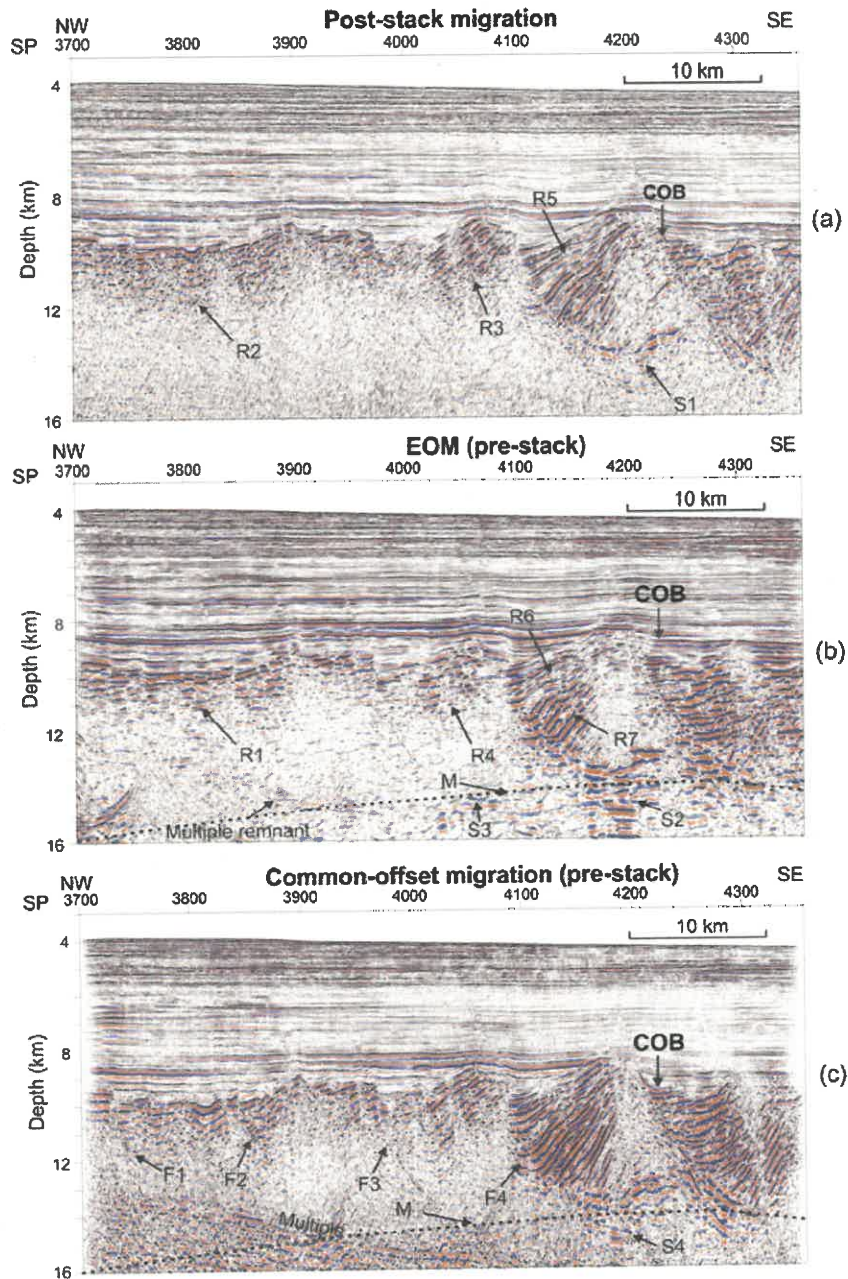 Post-stack migration
NW SE
SP 3700 3800 3900 4000 4100 4200 4300
10 km
4
8
12
16
Depth (km)
R5
COB
R2
R3
S1
(a)
EOM (pre-stack)
NW SE
SP 3700 3800 3900 4000 4100 4200 4300
10 km
4
8
12
16
Depth (km)
R6
COB
R1
R4
R7
M
Multiple remnant
S3
S2
(b)
Common-offset migration (pre-stack)
NW SE
SP 3700 3800 3900 4000 4100 4200 4300
10 km
4
8
12
16
Depth (km)
COB
F1
F2
F3
F4
M
Multiple
S4
(c)